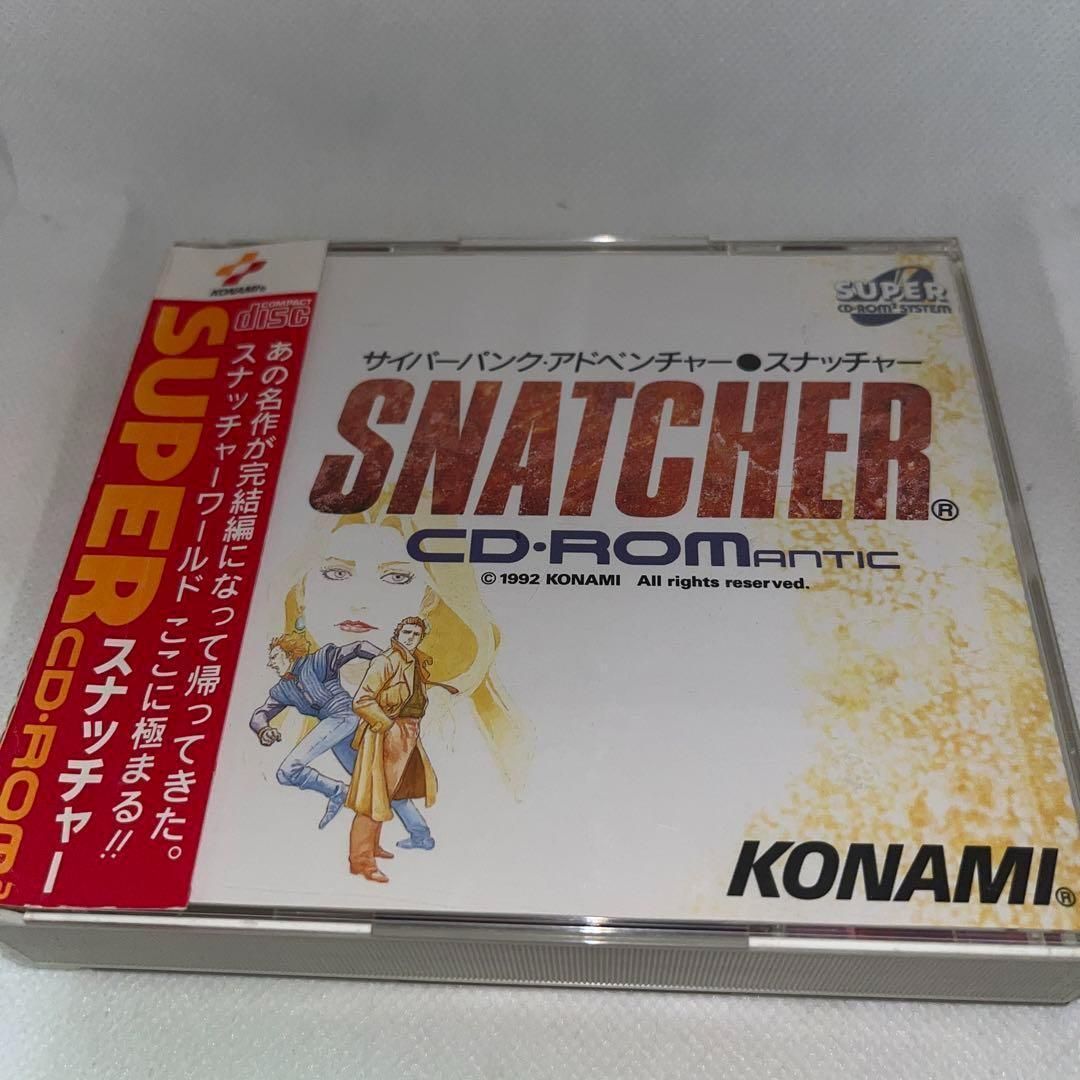 KONAMI®
COMPACT
disc
SUPER CD・ROM²
スナッチャー
あの名作が完結編になって帰ってきた。
スナッチャーワールド ここに極まる!!
SUPER
CD-ROM² SYSTEM
サイバーパンク・アドベンチャー●スナッチャー
SNATCHER®
CD・ROMANTIC
© 1992 KONAMI All rights reserved.
KONAMI®